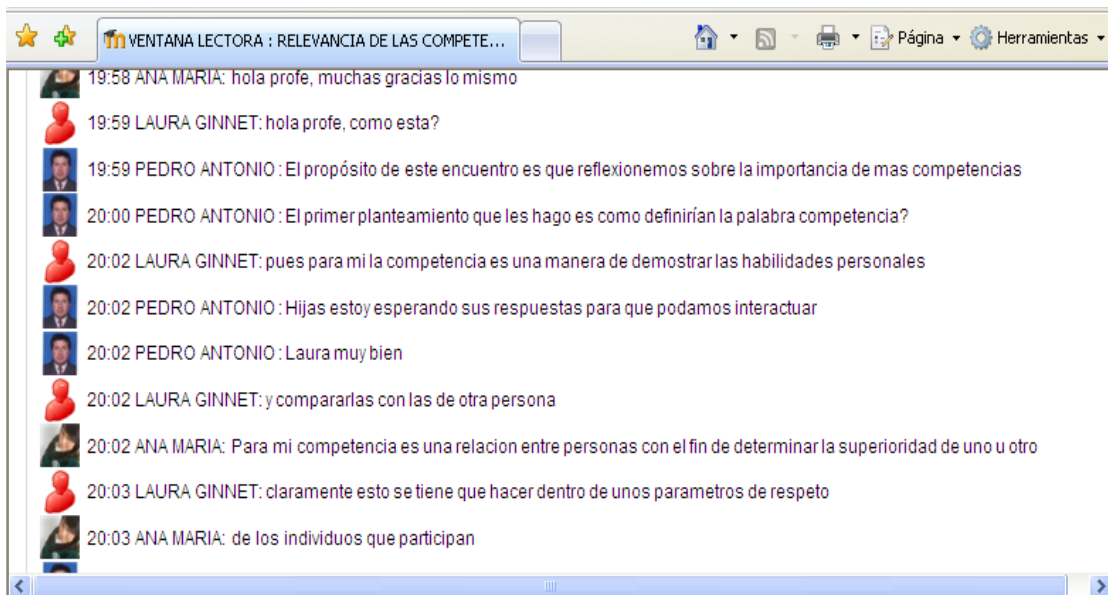 VENTANA LECTORA : RELEVANCIA DE LAS COMPETE...
Página
Herramientas
19:58 ANA MARIA: hola profe, muchas gracias lo mismo
19:59 LAURA GINNET: hola profe, como esta?
19:59 PEDRO ANTONIO : El propósito de este encuentro es que reflexionemos sobre la importancia de mas competencias
20:00 PEDRO ANTONIO : El primer planteamiento que les hago es como definirían la palabra competencia?
20:02 LAURA GINNET: pues para mi la competencia es una manera de demostrar las habilidades personales
20:02 PEDRO ANTONIO : Hijas estoy esperando sus respuestas para que podamos interactuar
20:02 PEDRO ANTONIO : Laura muy bien
20:02 LAURA GINNET: y compararlas con las de otra persona
20:02 ANA MARIA: Para mi competencia es una relacion entre personas con el fin de determinar la superioridad de uno u otro
20:03 LAURA GINNET: claramente esto se tiene que hacer dentro de unos parametros de respeto
20:03 ANA MARIA: de los individuos que participan